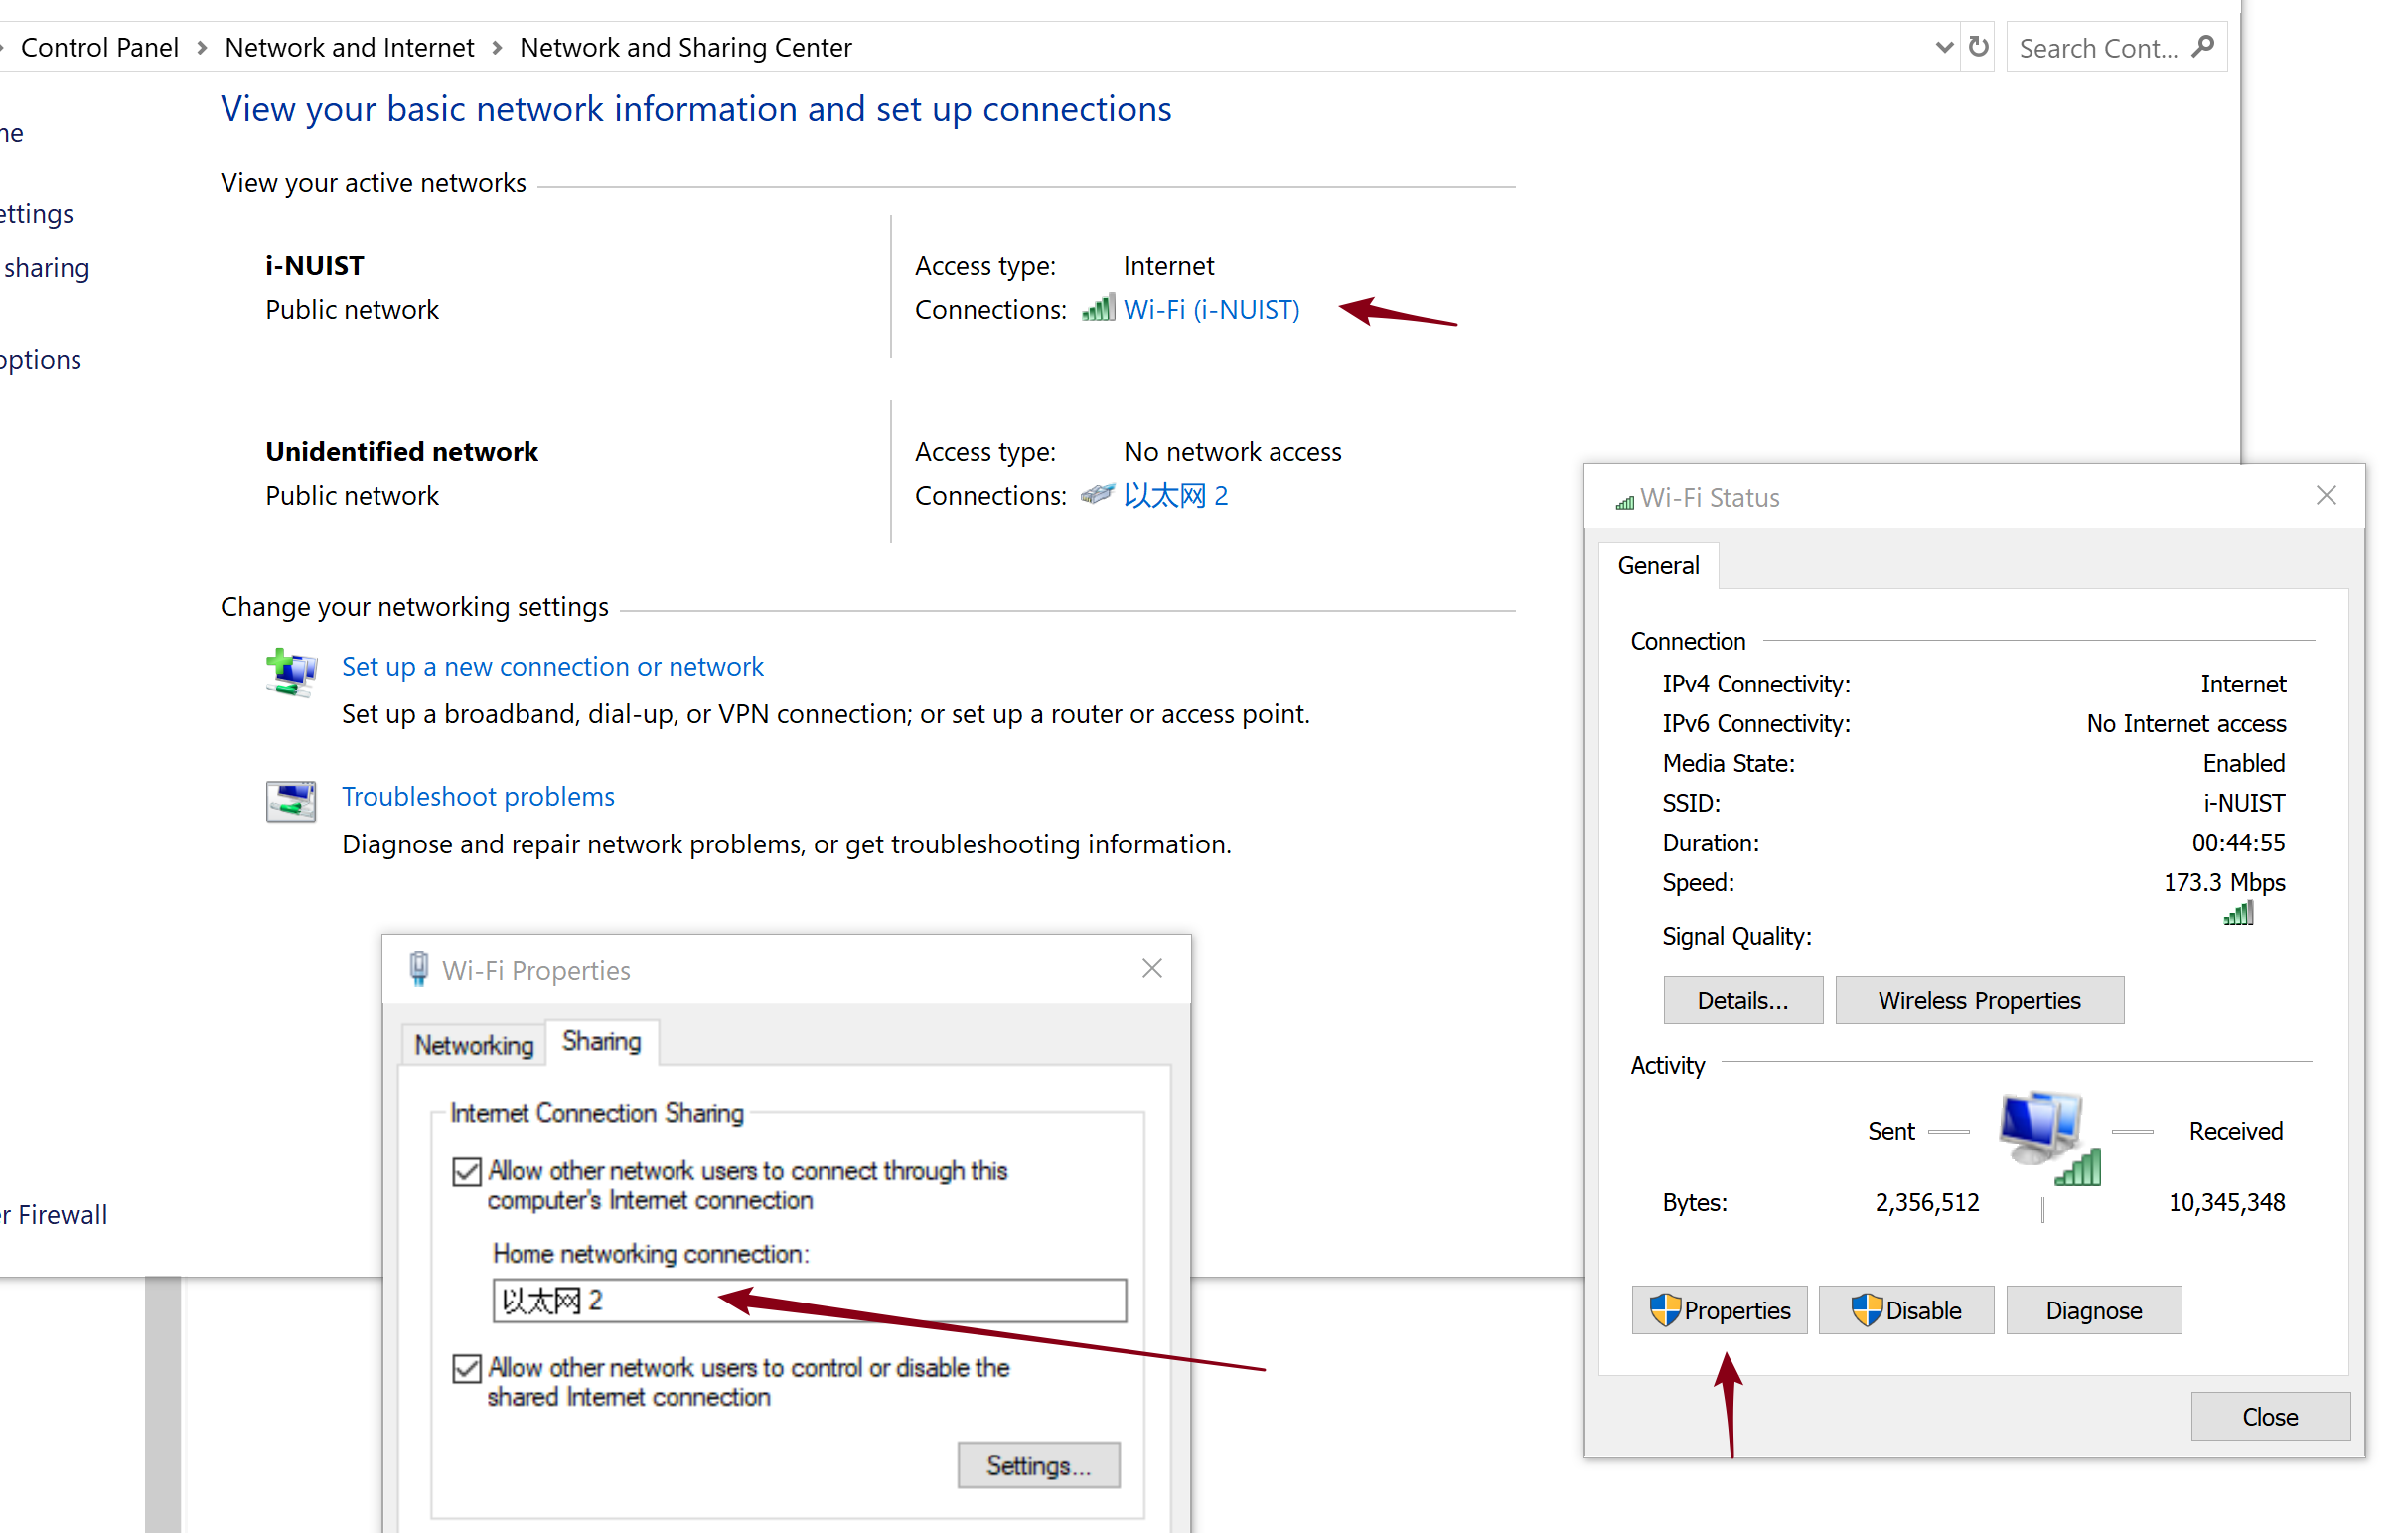 Control Panel > Network and Internet > Network and Sharing Center
Search Cont...
View your basic network information and set up connections
ne
View your active networks
ettings
sharing
options
i-NUIST
Public network
Access type: Internet
Connections: Wi-Fi (i-NUIST)
Unidentified network
Public network
Access type: No network access
Connections: 以太网 2
Change your networking settings
Set up a new connection or network
Set up a broadband, dial-up, or VPN connection; or set up a router or access point.
Troubleshoot problems
Diagnose and repair network problems, or get troubleshooting information.
r Firewall
Wi-Fi Properties
Networking
Sharing
Internet Connection Sharing
Allow other network users to connect through this
computer's Internet connection
Home networking connection:
以太网 2
Allow other network users to control or disable the
shared Internet connection
Settings...
Wi-Fi Status
General
Connection
IPv4 Connectivity: Internet
IPv6 Connectivity: No Internet access
Media State: Enabled
SSID: i-NUIST
Duration: 00:44:55
Speed: 173.3 Mbps
Signal Quality:
Details...
Wireless Properties
Activity
Sent
Received
Bytes: 2,356,512 10,345,348
Properties
Disable
Diagnose
Close